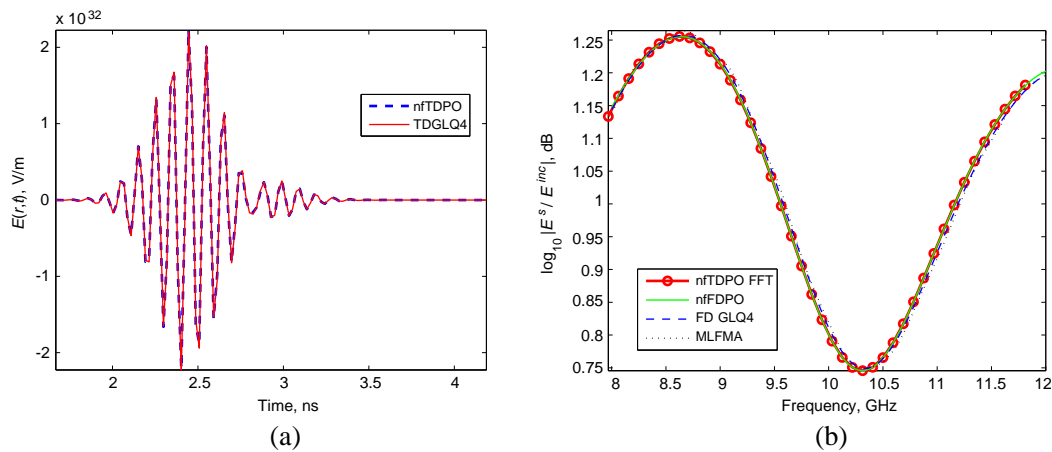 x 10^32
2
1
0
-1
-2
E(r,t), V/m
nfTDPO
TDGLQ4
2 2.5 3 3.5 4
Time, ns
(a)
1.25
1.2
1.15
1.1
1.05
1
0.95
0.9
0.85
0.8
0.75
log10 |E^s / E^inc|, dB
nfTDPO FFT
nfFDPO
FD GLQ4
MLFMA
8 8.5 9 9.5 10 10.5 11 11.5 12
Frequency, GHz
(b)